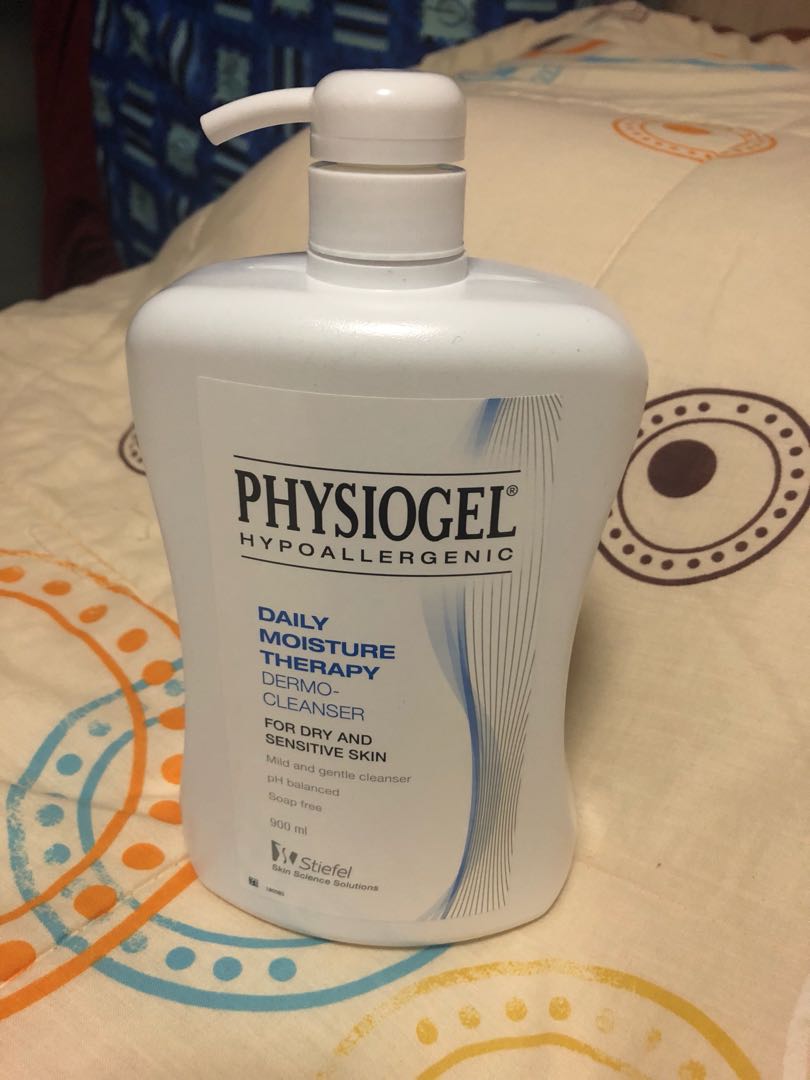 PHYSIOGEL®
HYPOALLERGENIC
DAILY
MOISTURE
THERAPY
DERMO-
CLEANSER
FOR DRY AND
SENSITIVE SKIN
Mild and gentle cleanser
pH balanced
Soap free
900 ml
Stiefel
Skin Science Solutions